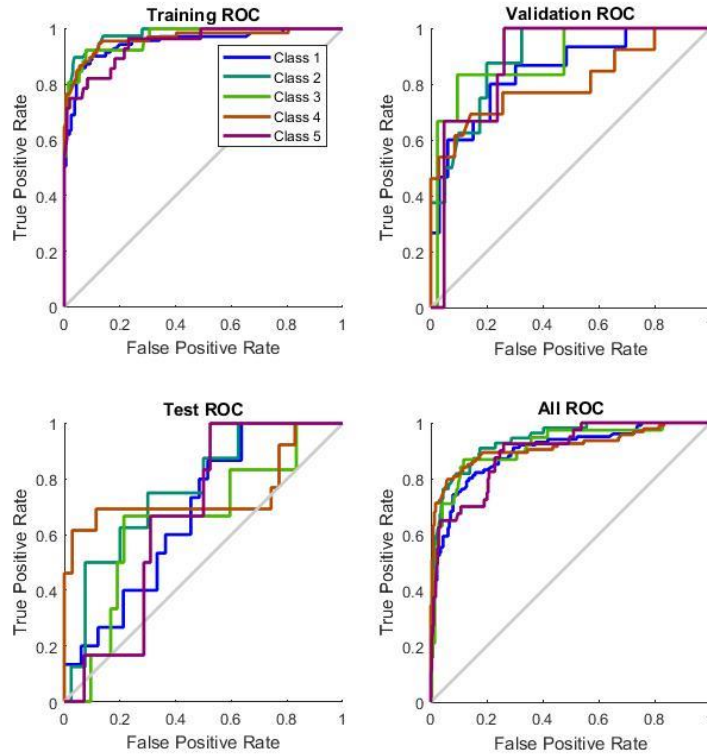 Training ROC
True Positive Rate
1
0.8
0.6
0.4
0.2
0
Class 1
Class 2
Class 3
Class 4
Class 5
0 0.2 0.4 0.6 0.8 1
False Positive Rate
Validation ROC
True Positive Rate
1
0.8
0.6
0.4
0.2
0
0 0.2 0.4 0.6 0.8
False Positive Rate
Test ROC
True Positive Rate
1
0.8
0.6
0.4
0.2
0
0 0.2 0.4 0.6 0.8 1
False Positive Rate
All ROC
True Positive Rate
1
0.8
0.6
0.4
0.2
0
0 0.2 0.4 0.6 0.8
False Positive Rate